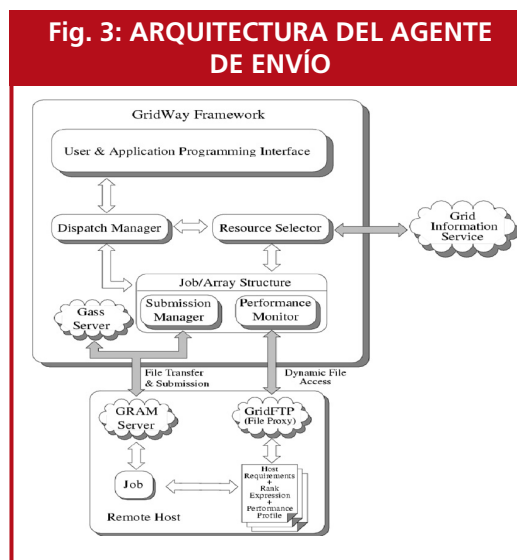 Fig. 3: ARQUITECTURA DEL AGENTE
DE ENVÍO
GridWay Framework
User & Application Programming Interface
Dispatch Manager
Resource Selector
Grid
Information
Service
Job/Array Structure
Submission
Manager
Performance
Monitor
Gass
Server
File Transfer
& Submission
Dynamic File
Access
GRAM
Server
GridFTP
(File Proxy)
Job
Host
Requirements
+
Rank
Expression
+
Performance
Profile
Remote Host